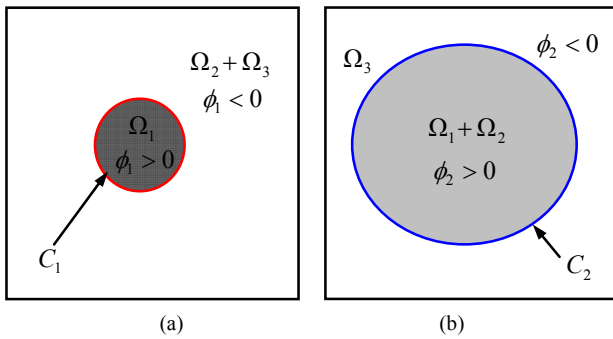 Ω₂ + Ω₃
ϕ₁ < 0
Ω₁
ϕ₁ > 0
C₁
(a)
ϕ₂ < 0
Ω₃
Ω₁ + Ω₂
ϕ₂ > 0
C₂
(b)